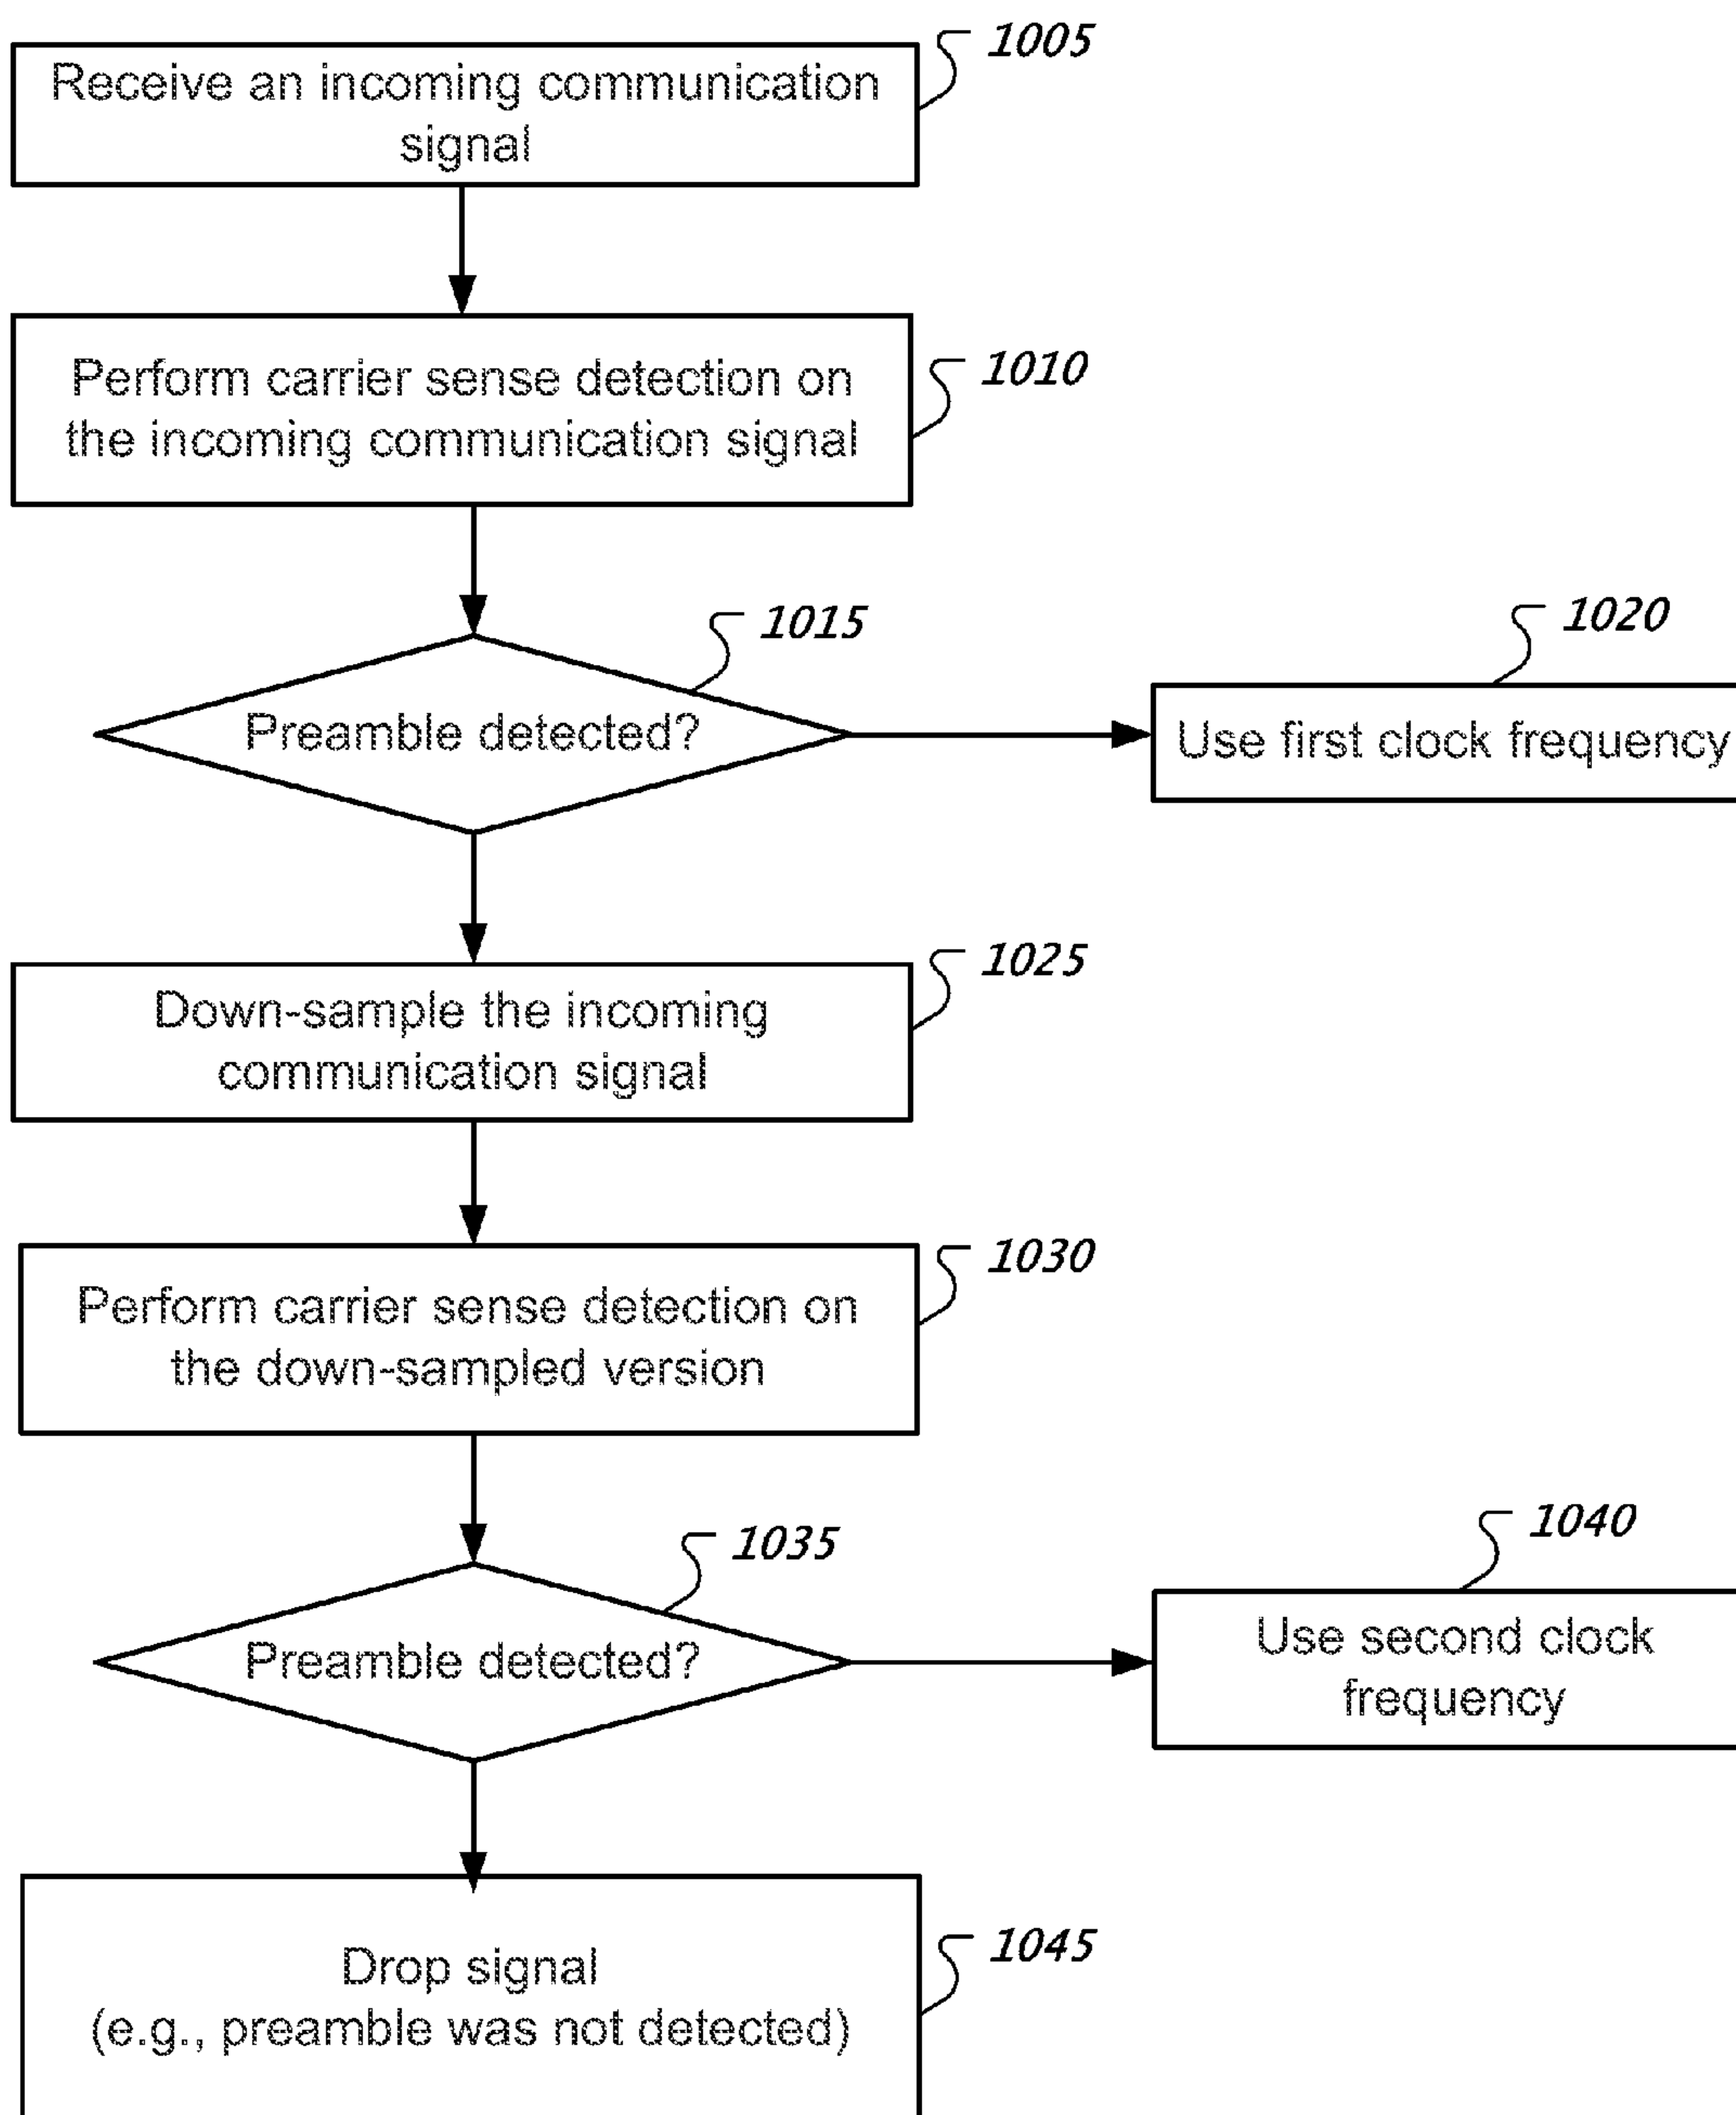 1005
Receive an incoming communication
signal
1010
Perform carrier sense detection on
the incoming communication signal
1015
Preamble detected?
1020
Use first clock frequency
1025
Down-sample the incoming
communication signal
1030
Perform carrier sense detection on
the down-sampled version
1035
Preamble detected?
1040
Use second clock
frequency
1045
Drop signal
(e.g., preamble was not detected)